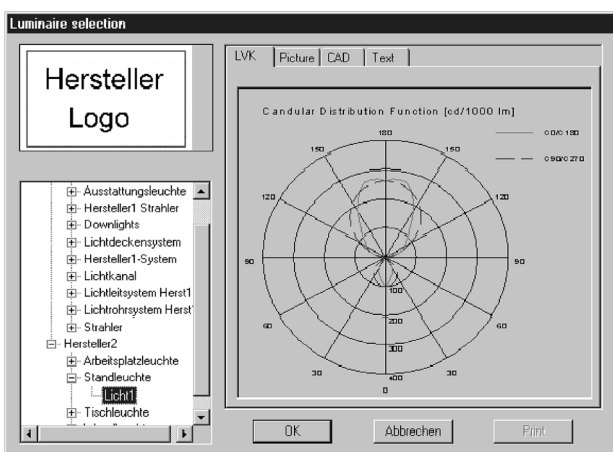 Luminaire selection
Hersteller
Logo
LVK
Picture
CAD
Text
Candular Distribution Function [cd/1000 lm]
C0/C180
C90/C270
180
150
150
120
120
90
90
60
60
30
30
0
100
200
300
400
Ausstattungsleuchte
Hersteller1 Strahler
Downlights
Lichtdeckensystem
Hersteller1-System
Lichtkanal
Lichtleitsystem Herst1
Lichtrohrsystem Herst
Strahler
Hersteller2
Arbeitsplatzleuchte
Standleuchte
Licht1
Tischleuchte
OK
Abbrechen
Print